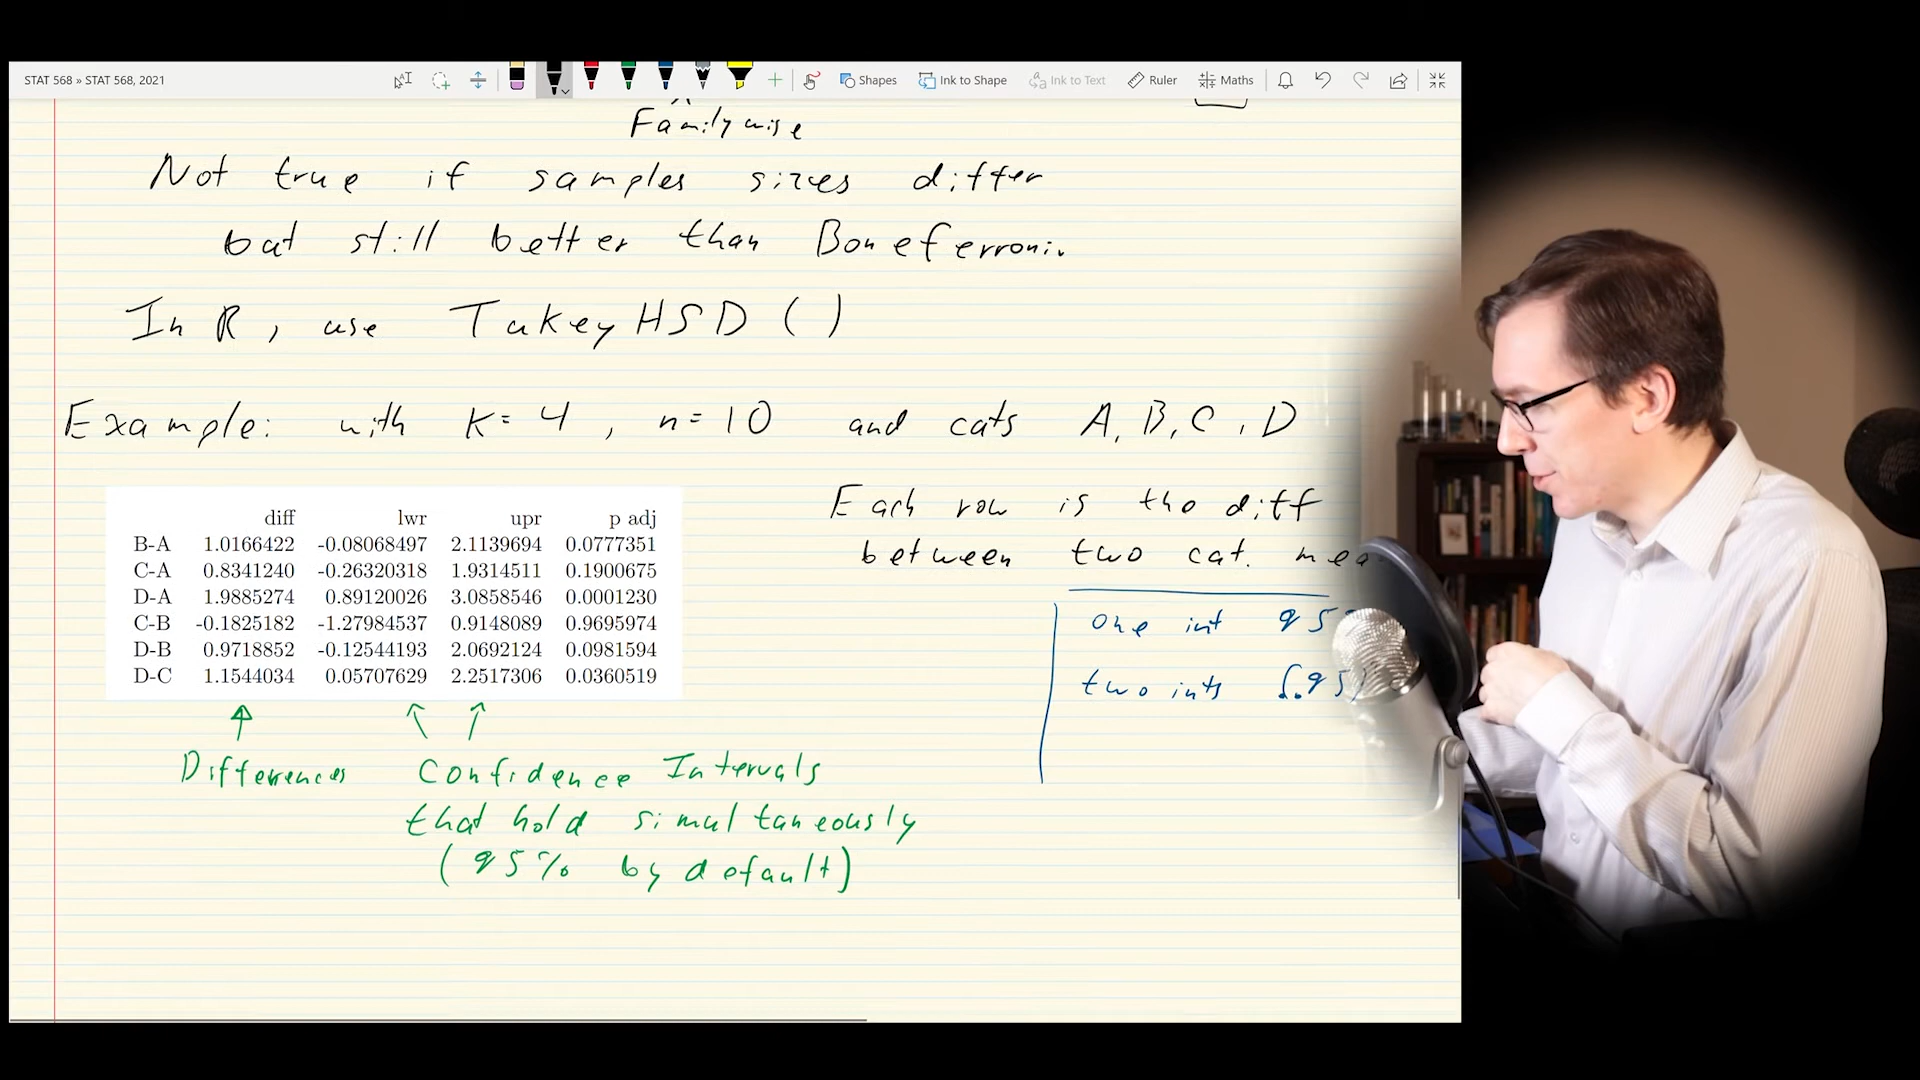 STAT 568 » STAT 568, 2021
Shapes Ink to Shape Ink to Text Ruler Maths
Familywise
Not true if samples sizes differ
but still better than Boneferroni.
In R, use TukeyHSD ( )
Example: with K=4, n=10 and cats A, B, C, D
diff lwr upr p adj
B-A 1.0166422 -0.08068497 2.1139694 0.0777351
C-A 0.8341240 -0.26320318 1.9314511 0.1900675
D-A 1.9885274 0.89120026 3.0858546 0.0001230
C-B -0.1825182 -1.27984537 0.9148089 0.9695974
D-B 0.9718852 -0.12544193 2.0692124 0.0981594
D-C 1.1544034 0.05707629 2.2517306 0.0360519
Each row is the diff
between two cat.
one int 95
two ints (.95)
Differences
Confidence Intervals
that hold simultaneously
(95% by default)